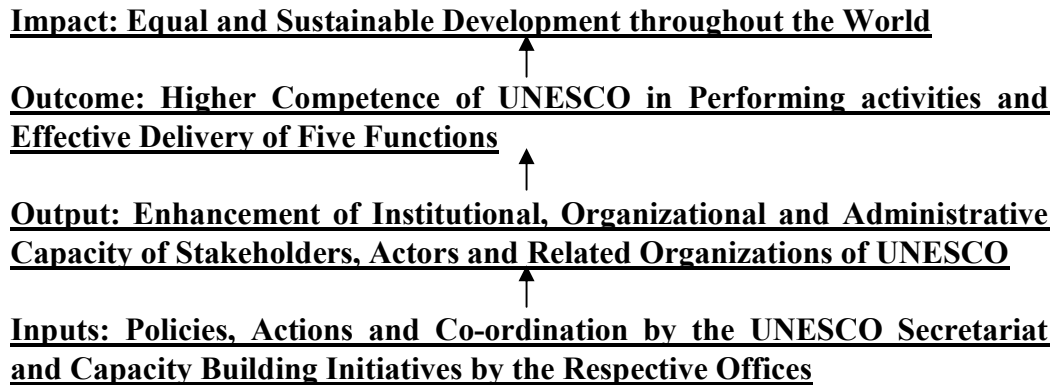 Impact: Equal and Sustainable Development throughout the World
Outcome: Higher Competence of UNESCO in Performing activities and
Effective Delivery of Five Functions
Output: Enhancement of Institutional, Organizational and Administrative
Capacity of Stakeholders, Actors and Related Organizations of UNESCO
Inputs: Policies, Actions and Co-ordination by the UNESCO Secretariat
and Capacity Building Initiatives by the Respective Offices